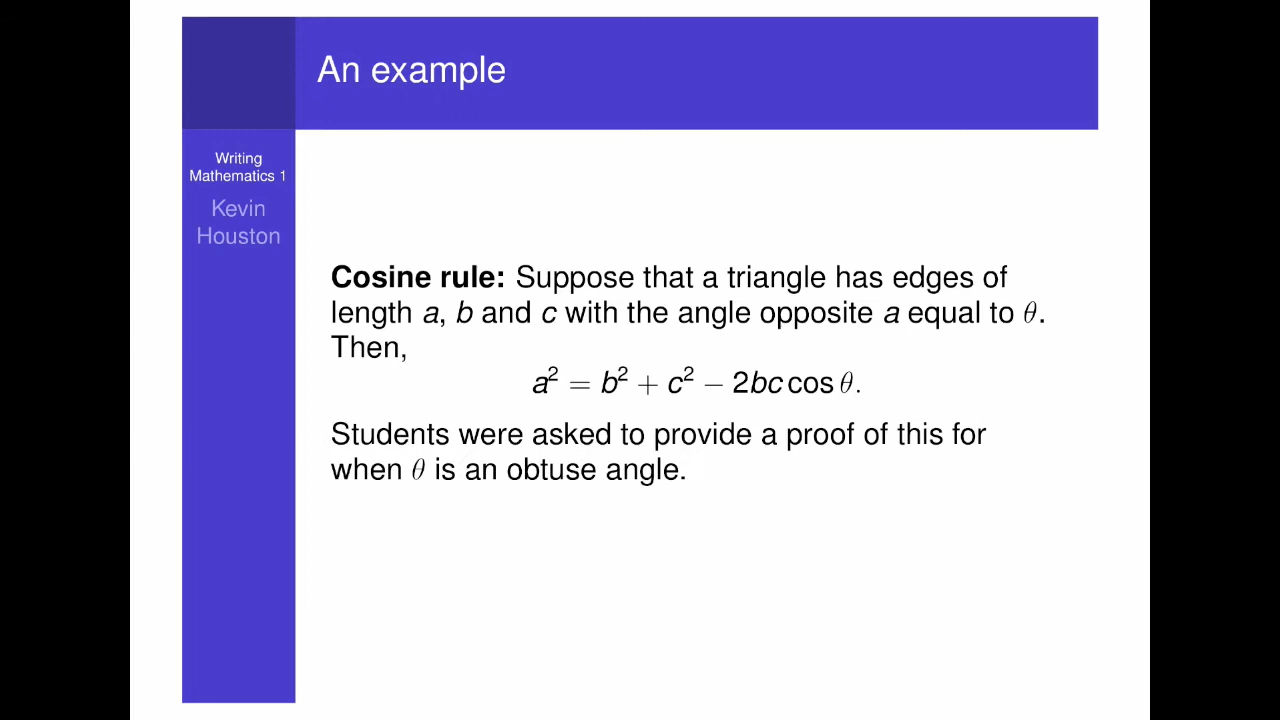 An example
Writing
Mathematics 1
Kevin
Houston
Cosine rule: Suppose that a triangle has edges of
length a, b and c with the angle opposite a equal to θ.
Then,
a² = b² + c² − 2bc cos θ.
Students were asked to provide a proof of this for
when θ is an obtuse angle.